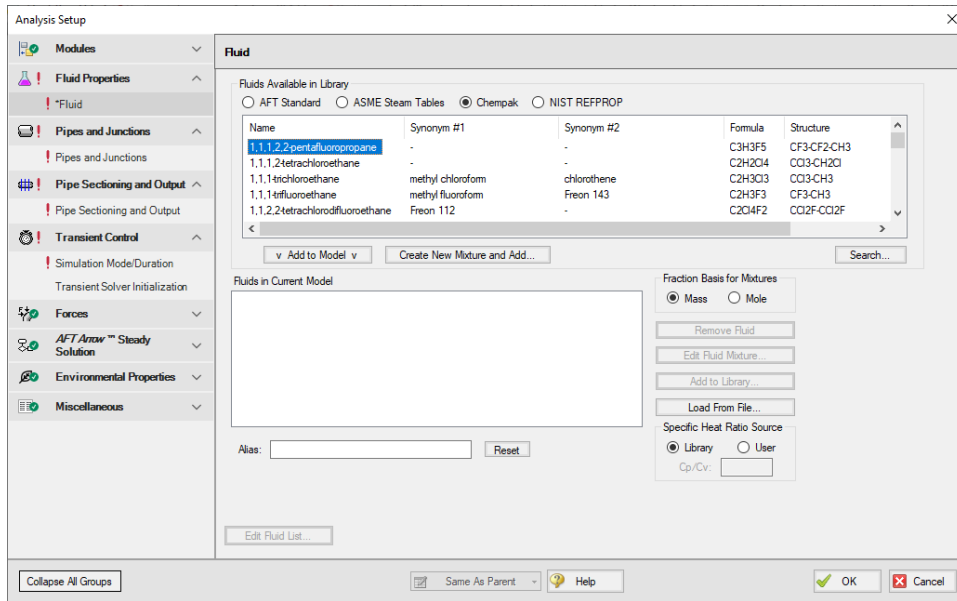 Analysis Setup
Modules
Fluid Properties
*Fluid
Pipes and Junctions
Pipes and Junctions
Pipe Sectioning and Output
Pipe Sectioning and Output
Transient Control
Simulation Mode/Duration
Transient Solver Initialization
Forces
AFT Arrow ™ Steady
Solution
Environmental Properties
Miscellaneous
Collapse All Groups
Fluid
Fluids Available in Library
AFT Standard ASME Steam Tables Chempak NIST REFPROP
Name Synonym #1 Synonym #2 Formula Structure
1,1,1,2,2-pentafluoropropane - - C3H3F5 CF3-CF2-CH3
1,1,1,2-tetrachloroethane - - C2H2Cl4 CCl3-CH2Cl
1,1,1-trichloroethane methyl chloroform chlorothene C2H3Cl3 CCl3-CH3
1,1,1-trifluoroethane methyl fluoroform Freon 143 C2H3F3 CF3-CH3
1,1,2,2-tetrachlorodifluoroethane Freon 112 - C2Cl4F2 CCl2F-CCl2F
v Add to Model v Create New Mixture and Add... Search...
Fluids in Current Model
Fraction Basis for Mixtures
Mass Mole
Remove Fluid
Edit Fluid Mixture...
Add to Library...
Load From File...
Specific Heat Ratio Source
Library User
Cp/Cv:
Alias: Reset
Edit Fluid List...
Same As Parent Help OK Cancel